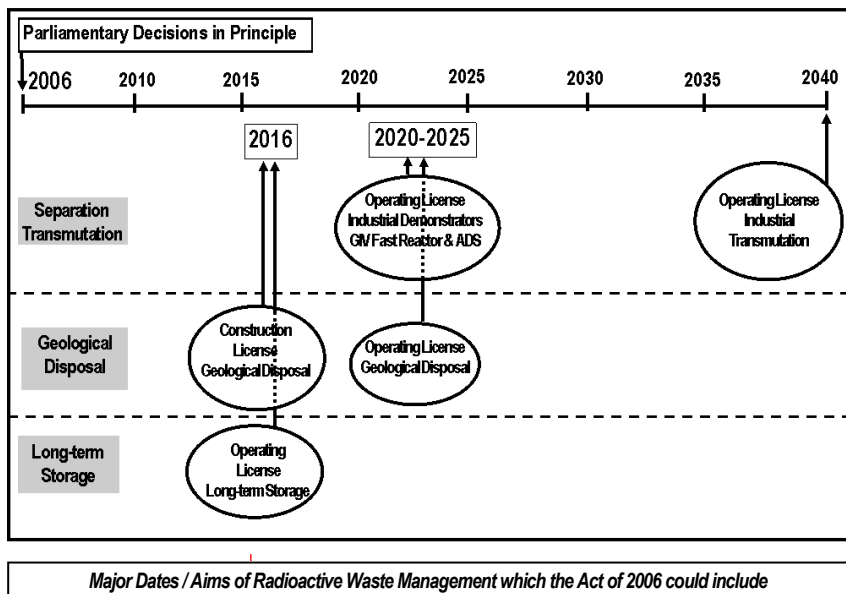 Parliamentary Decisions in Principle
2006 2010 2015 2020 2025 2030 2035 2040
2016
2020-2025
Separation
Transmutation
Operating License
Industrial Demonstrators
GIV Fast Reactor & ADS
Operating License
Industrial
Transmutation
Geological
Disposal
Construction
License
Geological Disposal
Operating License
Geological Disposal
Long-term
Storage
Operating
License
Long-term Storage
Major Dates / Aims of Radioactive Waste Management which the Act of 2006 could include